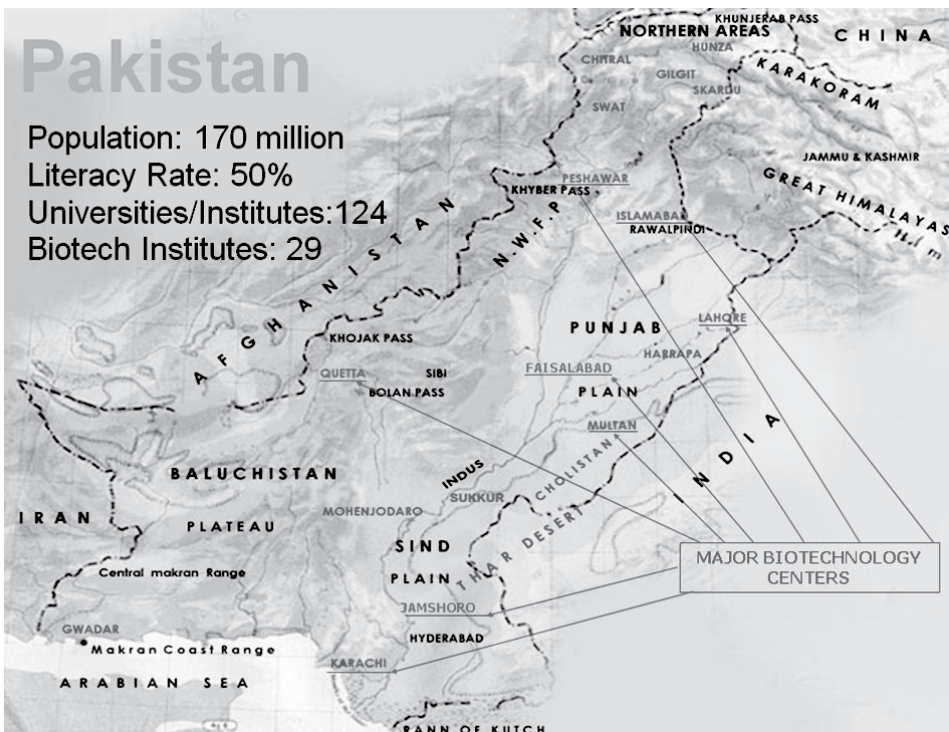 Pakistan
Population: 170 million
Literacy Rate: 50%
Universities/Institutes:124
Biotech Institutes: 29
KHUNJERAB PASS
NORTHERN AREAS
CHINA
HUNZA
CHITRAL
GILGIT
SKARDU
KARAKORAM
SWAT
JAMMU & KASHMIR
GREAT HIMALAYAS
PESHAWAR
KHYBER PASS
ISLAMABAD
RAWALPINDI
N.W.F.P
AFGHANISTAN
LAHORE
PUNJAB
KHOJAK PASS
HARRAPA
QUETTA
SIBI
FAISALABAD
BOLAN PASS
PLAIN
MULTAN
INDIA
INDUS
CHOLISTAN
BALUCHISTAN
SUKKUR
MOHENJODARO
IRAN
PLATEAU
SIND
THAR DESERT
MAJOR BIOTECHNOLOGY
CENTERS
Central makran Range
PLAIN
JAMSHORO
GWADAR
HYDERABAD
Makran Coast Range
KARACHI
ARABIAN SEA
RANN OF KUTCH